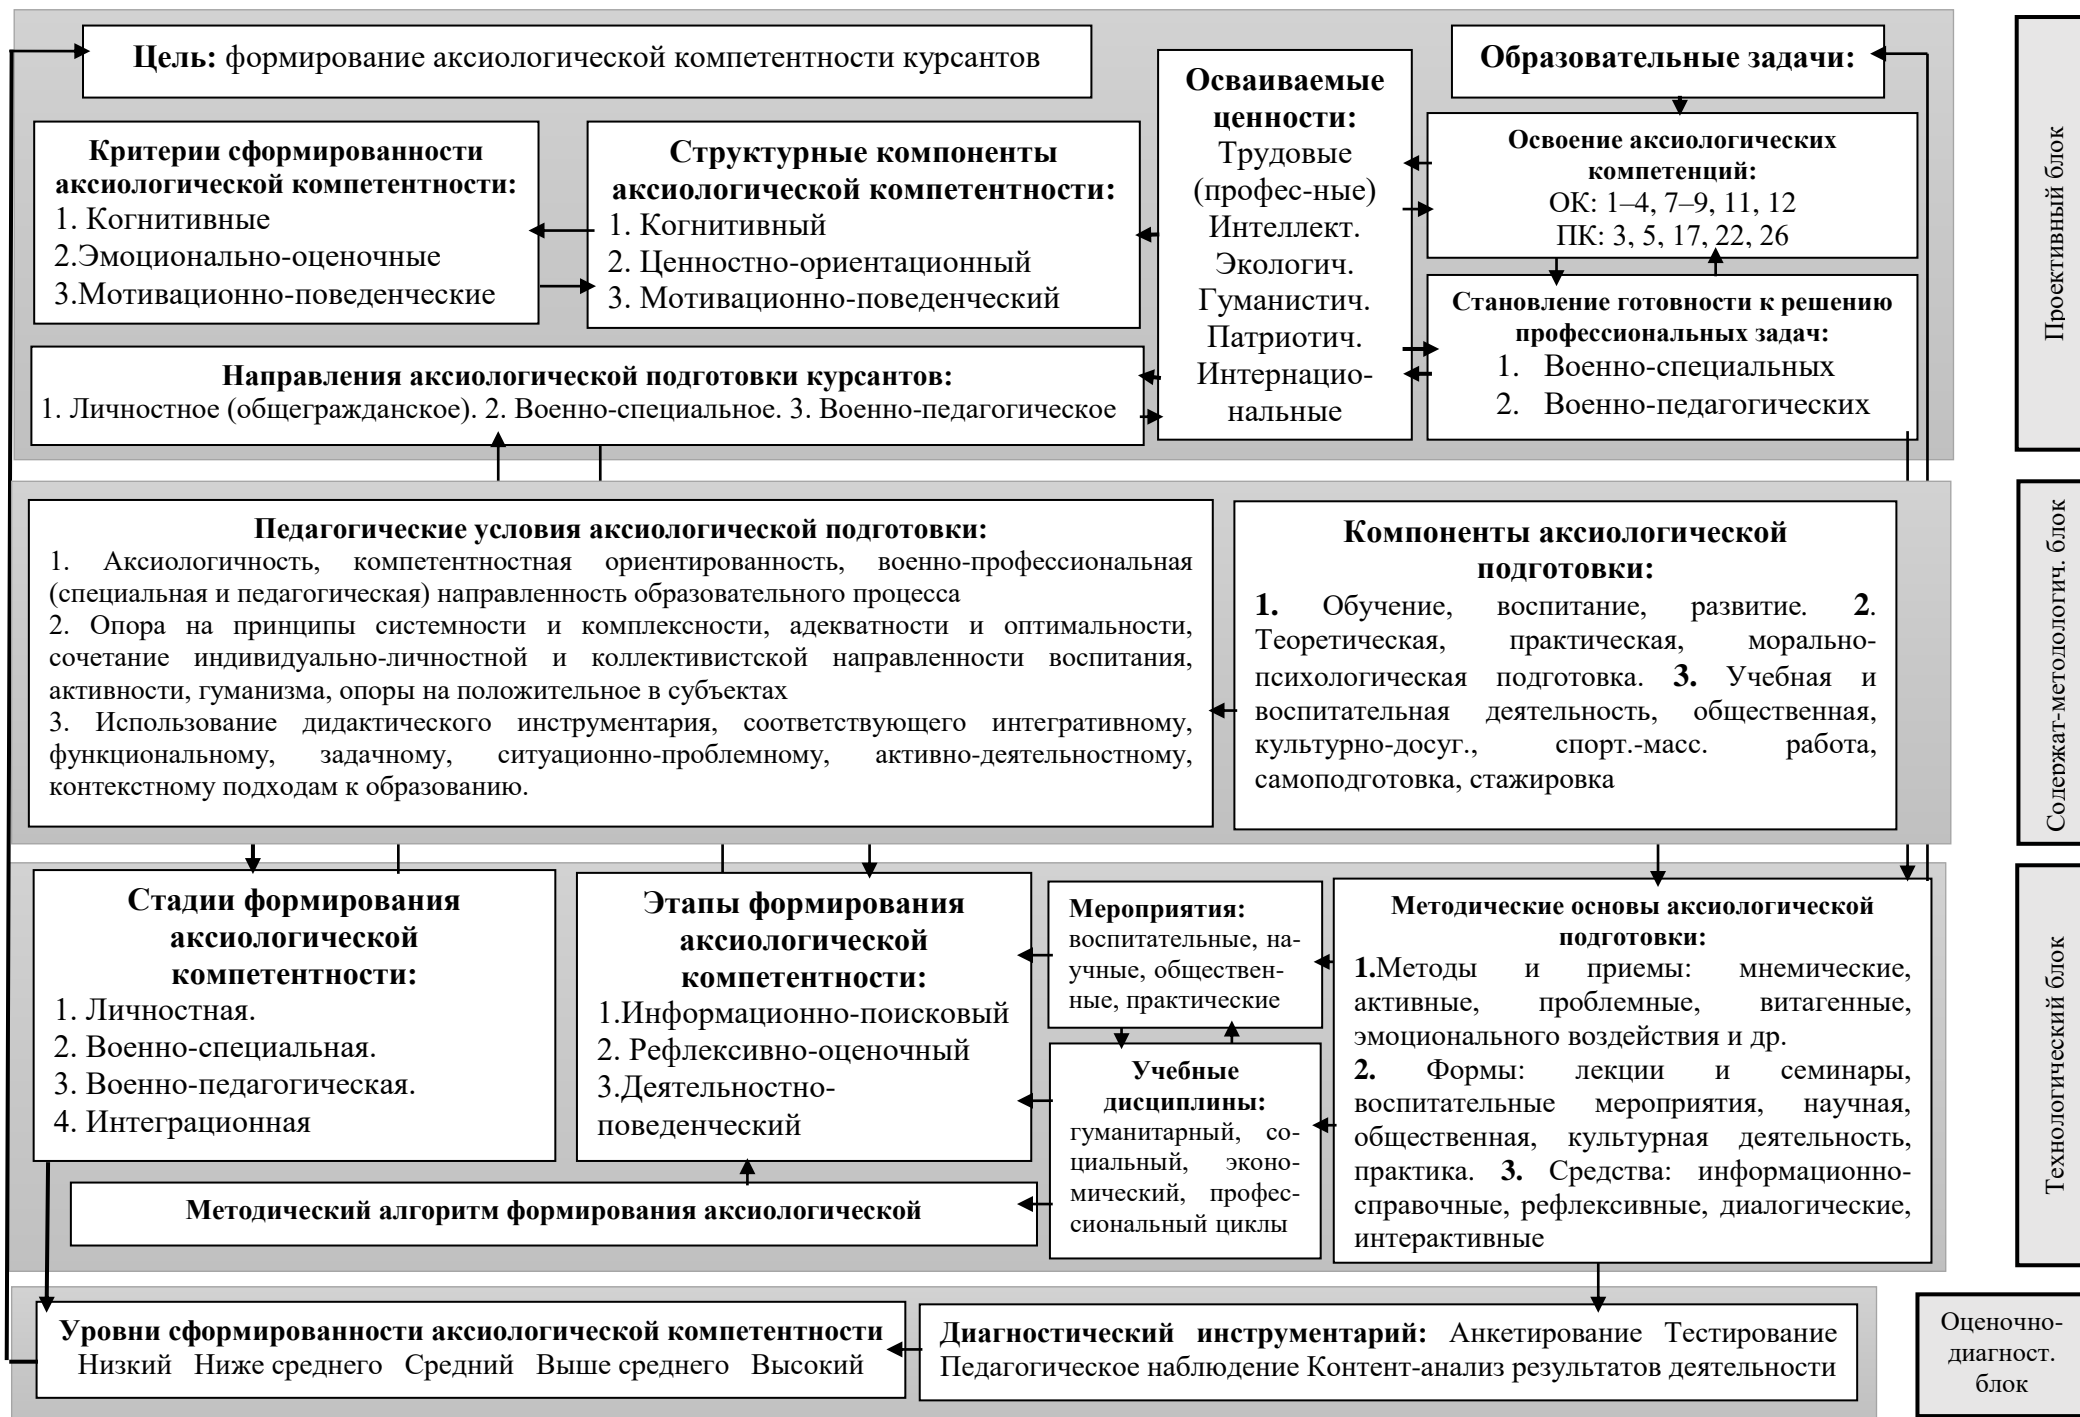 Цель: формирование аксиологической компетентности курсантов
Критерии сформированности
аксиологической компетентности:
1. Когнитивные
2.Эмоционально-оценочные
3.Мотивационно-поведенческие
Структурные компоненты
аксиологической компетентности:
1. Когнитивный
2. Ценностно-ориентационный
3. Мотивационно-поведенческий
Направления аксиологической подготовки курсантов:
1. Личностное (общегражданское). 2. Военно-специальное. 3. Военно-педагогическое
Осваиваемые
ценности:
Трудовые
(профес-ные)
Интеллект.
Экологич.
Гуманистич.
Патриотич.
Интернацио-
нальные
Образовательные задачи:
Освоение аксиологических
компетенций:
ОК: 1–4, 7–9, 11, 12
ПК: 3, 5, 17, 22, 26
Становление готовности к решению
профессиональных задач:
1. Военно-специальных
2. Военно-педагогических
Проективный блок
Педагогические условия аксиологической подготовки:
1. Аксиологичность, компетентностная ориентированность, военно-профессиональная
(специальная и педагогическая) направленность образовательного процесса
2. Опора на принципы системности и комплексности, адекватности и оптимальности,
сочетание индивидуально-личностной и коллективистской направленности воспитания,
активности, гуманизма, опоры на положительное в субъектах
3. Использование дидактического инструментария, соответствующего интегративному,
функциональному, задачному, ситуационно-проблемному, активно-деятельностному,
контекстному подходам к образованию.
Компоненты аксиологической
подготовки:
1. Обучение, воспитание, развитие. 2.
Теоретическая, практическая, морально-
психологическая подготовка. 3. Учебная и
воспитательная деятельность, общественная,
культурно-досуг., спорт.-масс. работа,
самоподготовка, стажировка
Содержат-методологич. блок
Стадии формирования
аксиологической
компетентности:
1. Личностная.
2. Военно-специальная.
3. Военно-педагогическая.
4. Интеграционная
Этапы формирования
аксиологической
компетентности:
1.Информационно-поисковый
2. Рефлексивно-оценочный
3.Деятельностно-
поведенческий
Методический алгоритм формирования аксиологической
Мероприятия:
воспитательные, на-
учные, обществен-
ные, практические
Учебные
дисциплины:
гуманитарный, со-
циальный, эконо-
мический, профес-
сиональный циклы
Методические основы аксиологической
подготовки:
1.Методы и приемы: мнемические,
активные, проблемные, витагенные,
эмоционального воздействия и др.
2. Формы: лекции и семинары,
воспитательные мероприятия, научная,
общественная, культурная деятельность,
практика. 3. Средства: информационно-
справочные, рефлексивные, диалогические,
интерактивные
Технологический блок
Уровни сформированности аксиологической компетентности
Низкий Ниже среднего Средний Выше среднего Высокий
Диагностический инструментарий: Анкетирование Тестирование
Педагогическое наблюдение Контент-анализ результатов деятельности
Оценочно-
диагност.
блок